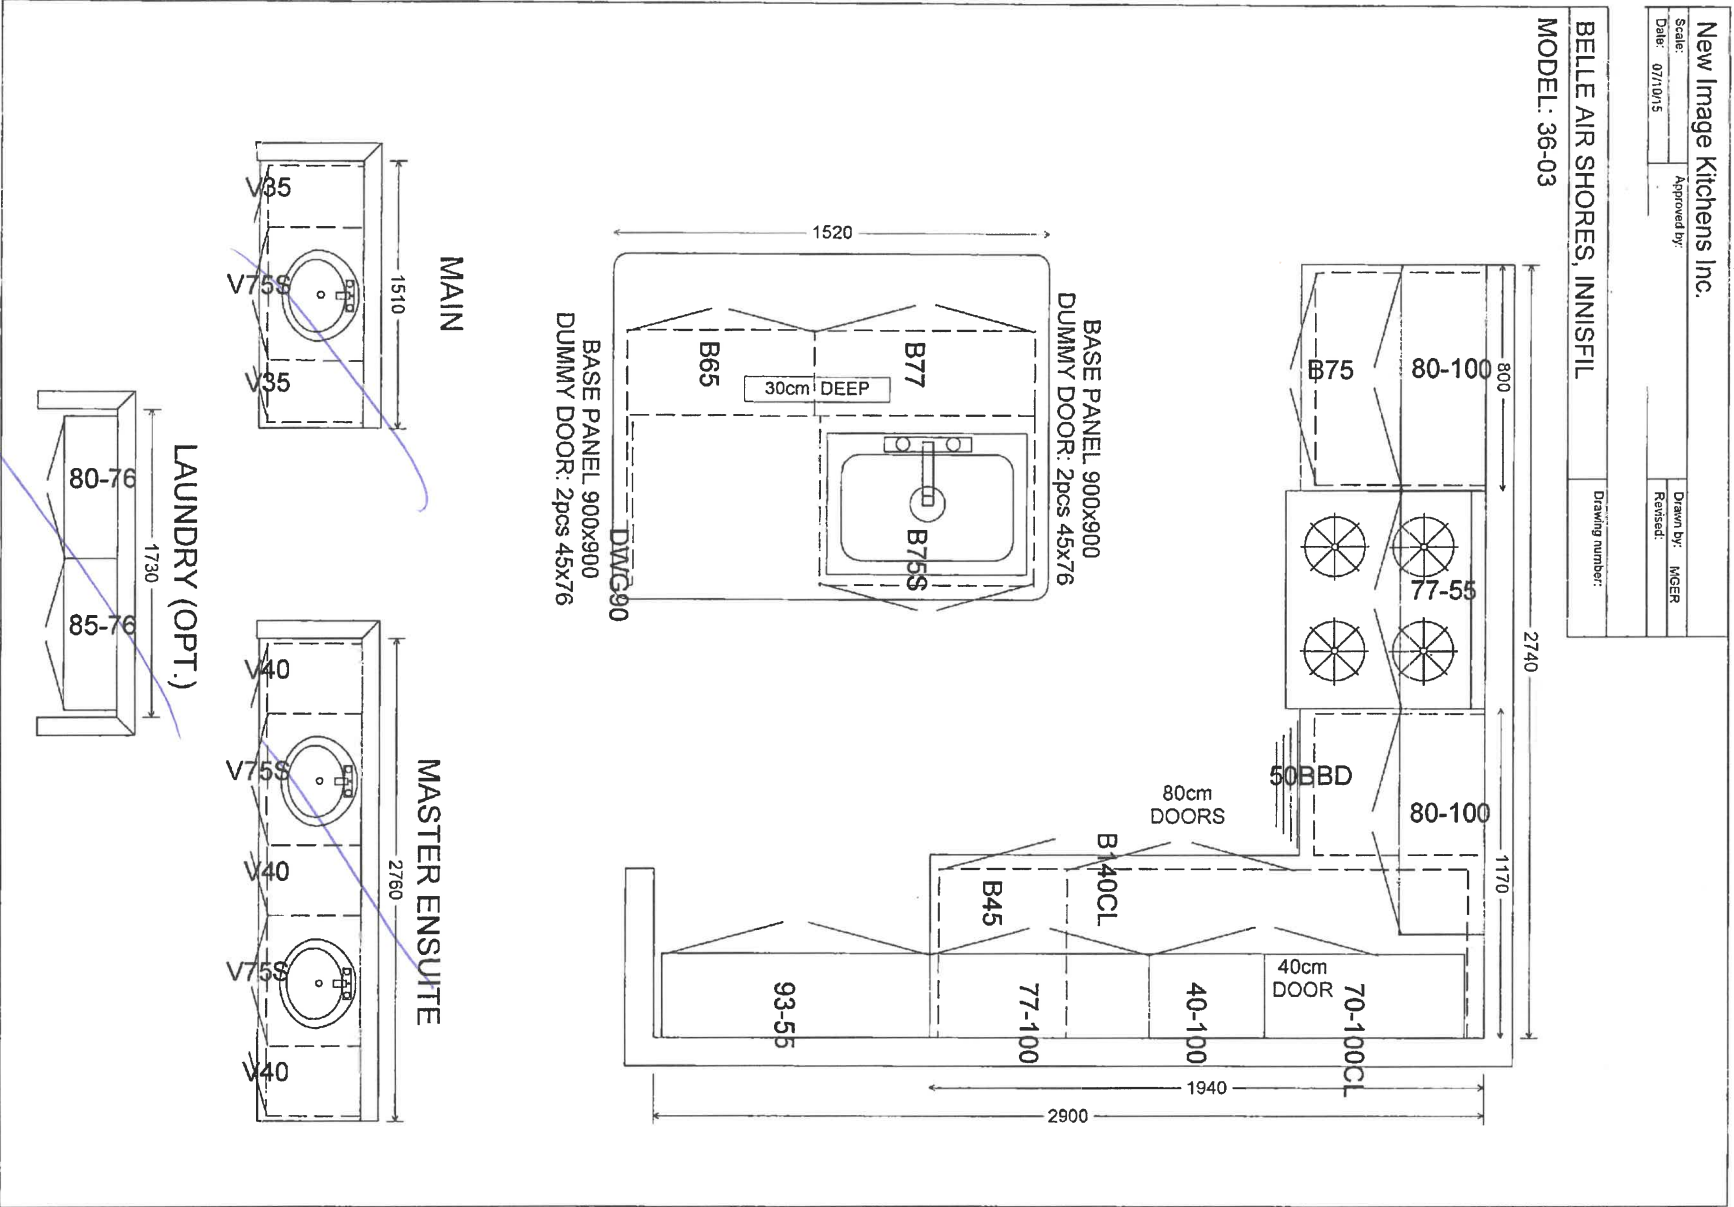 New Image Kitchens Inc.
Scale:
Approved by:
Drawn by: MGER
Date: 07/10/15
Revised:
BELLE AIR SHORES, INNISFIL
Drawing number:
MODEL: 36-03
2740
800
1170
80-100
77-55
80-100
B75
50BBD
80cm
DOORS
B140CL
B45
40cm
DOOR
70-100CL
40-100
77-100
93-55
1940
2900
BASE PANEL 900x900
DUMMY DOOR: 2pcs 45x76
1520
B77
B65
30cm DEEP
B75S
DWG90
BASE PANEL 900x900
DUMMY DOOR: 2pcs 45x76
MAIN
1510
V35
V75S
V35
MASTER ENSUITE
2760
V40
V75S
V40
V75S
V40
LAUNDRY (OPT.)
1730
80-76
85-76